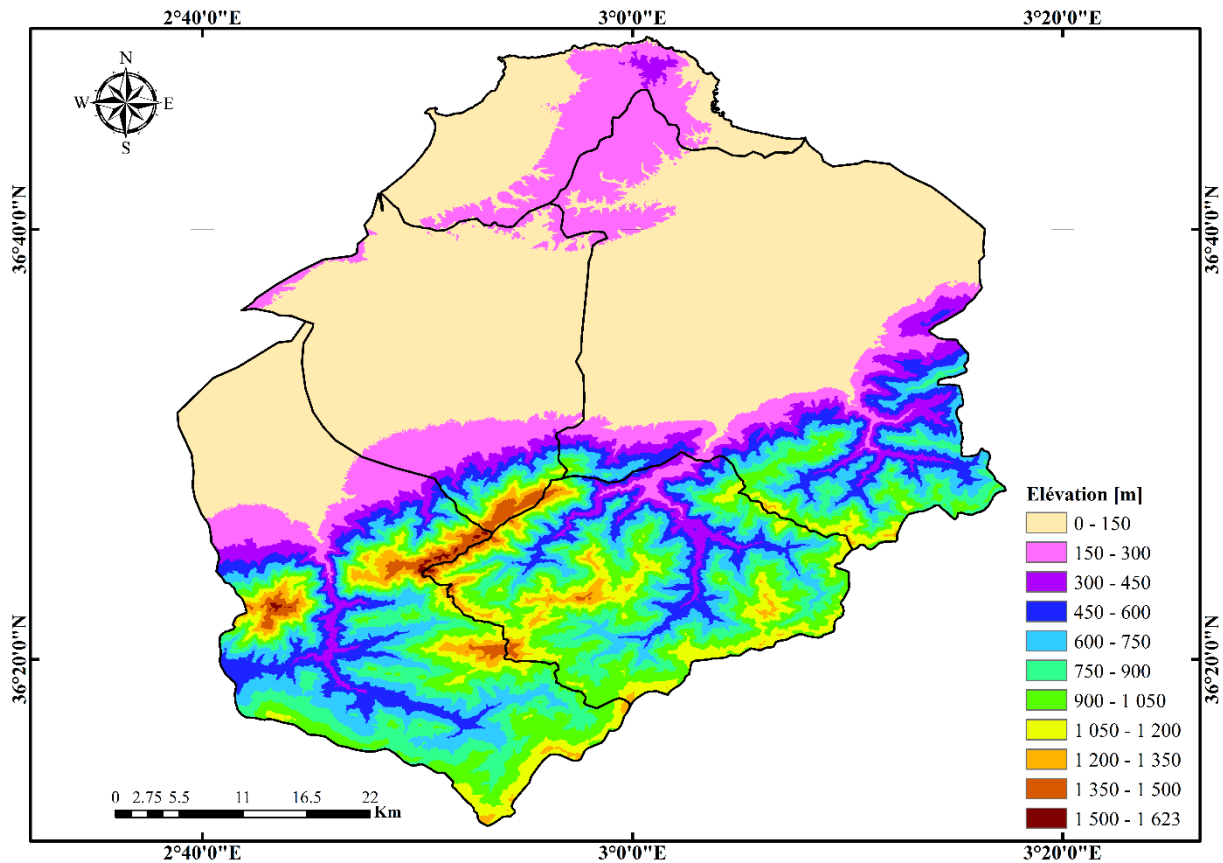 2°40'0"E 3°0'0"E 3°20'0"E
N
W E
S
36°40'0"N 36°40'0"N
Elévation [m]
0 - 150
150 - 300
300 - 450
450 - 600
600 - 750
750 - 900
900 - 1 050
1 050 - 1 200
1 200 - 1 350
1 350 - 1 500
1 500 - 1 623
36°20'0"N 36°20'0"N
0 2.75 5.5 11 16.5 22
Km
2°40'0"E 3°0'0"E 3°20'0"E